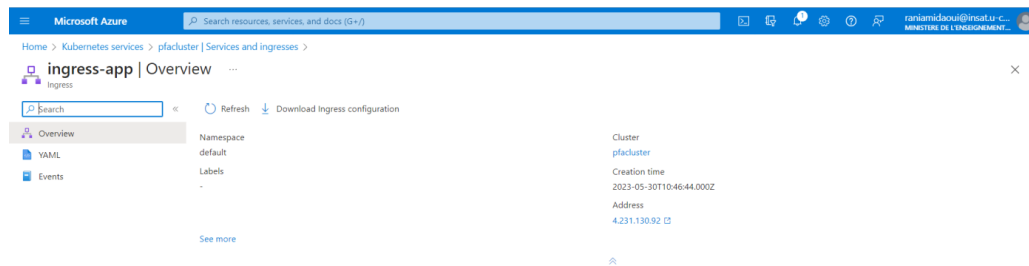 Microsoft Azure
Search resources, services, and docs (G+/)
1
raniamidaoui@insat.u-c...
MINISTERE DE L'ENSEIGNEMENT...
Home > Kubernetes services > pfacluster | Services and ingresses >
ingress-app | Overview ...
Ingress
Search
«
Refresh
Download Ingress configuration
Overview
YAML
Events
Namespace
default
Labels
-
See more
Cluster
pfacluster
Creation time
2023-05-30T10:46:44.000Z
Address
4.231.130.92